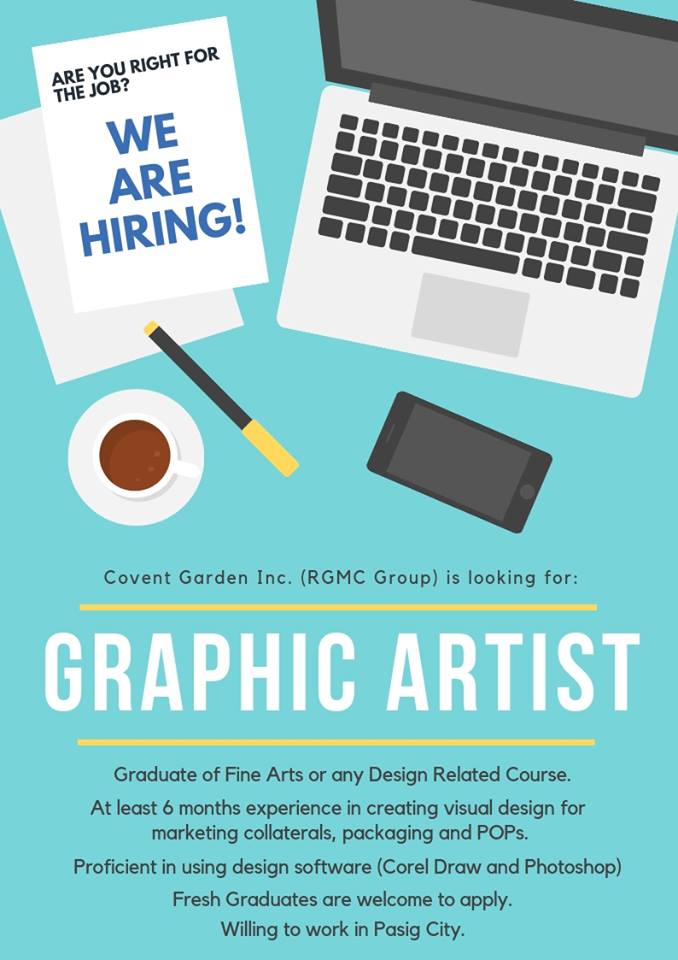 ARE YOU RIGHT FOR
THE JOB?
WE
ARE
HIRING!
Covent Garden Inc. (RGMC Group) is looking for:
GRAPHIC ARTIST
Graduate of Fine Arts or any Design Related Course.
At least 6 months experience in creating visual design for
marketing collaterals, packaging and POPs.
Proficient in using design software (Corel Draw and Photoshop)
Fresh Graduates are welcome to apply.
Willing to work in Pasig City.